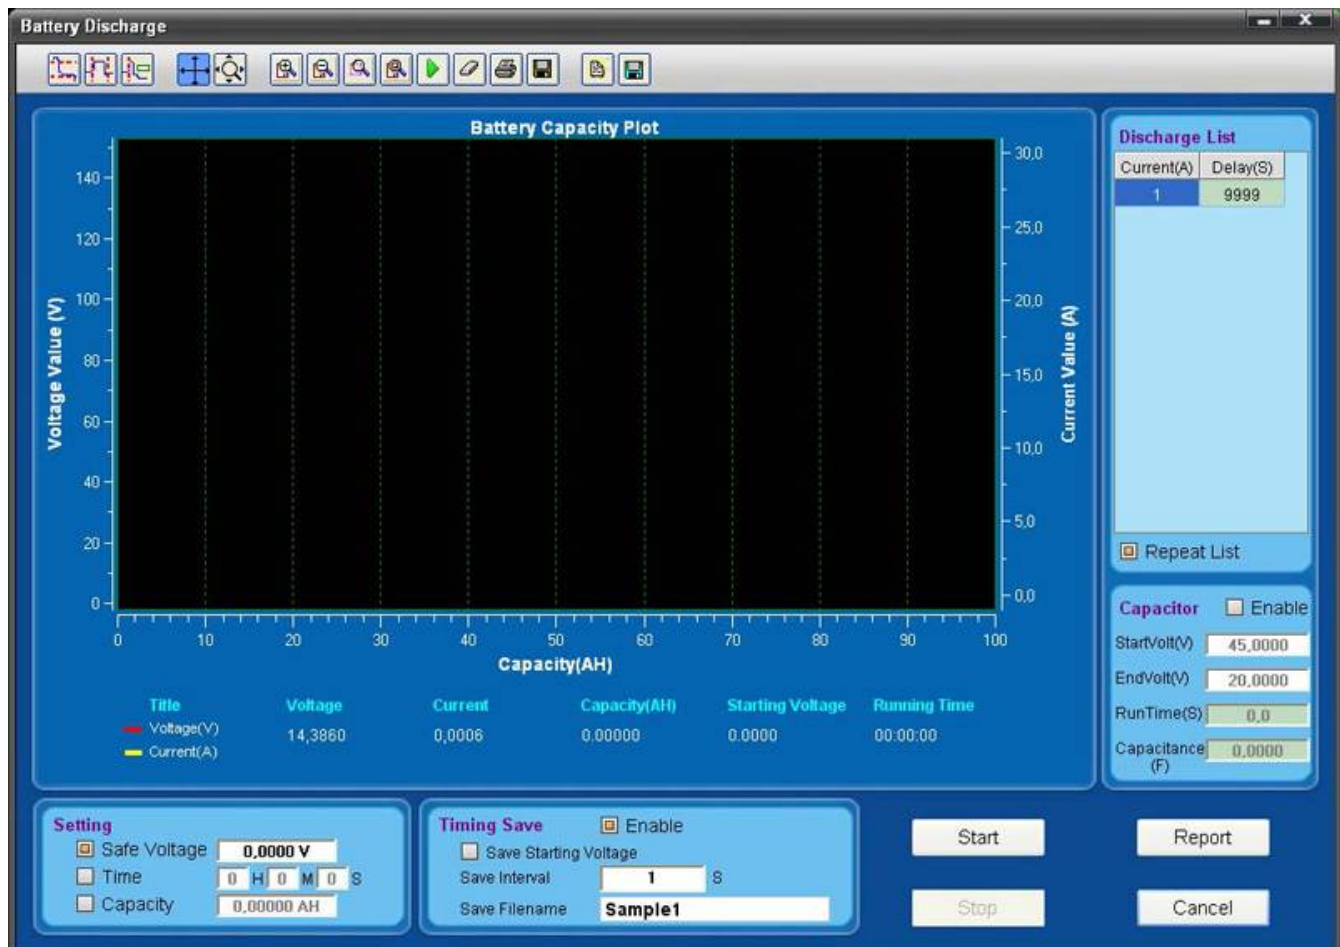 Battery Discharge
Battery Capacity Plot
Voltage Value (V)
140
120
100
80
60
40
20
0
30,0
25,0
20,0
15,0
10,0
5,0
0,0
Current Value (A)
0 10 20 30 40 50 60 70 80 90 100
Capacity(AH)
Title Voltage Current Capacity(AH) Starting Voltage Running Time
Voltage(V)
14,3860 0,0006 0.00000 0.0000 00:00:00
Current(A)
Discharge List
Current(A) Delay(S)
1 9999
Repeat List
Capacitor Enable
StartVolt(V) 45,0000
EndVolt(V) 20,0000
RunTime(S) 0,0
Capacitance 0,0000
(F)
Setting
Safe Voltage 0,0000 V
Time 0 H 0 M 0 S
Capacity 0,00000 AH
Timing Save Enable
Save Starting Voltage
Save Interval 1 S
Save Filename Sample1
Start Report
Stop Cancel